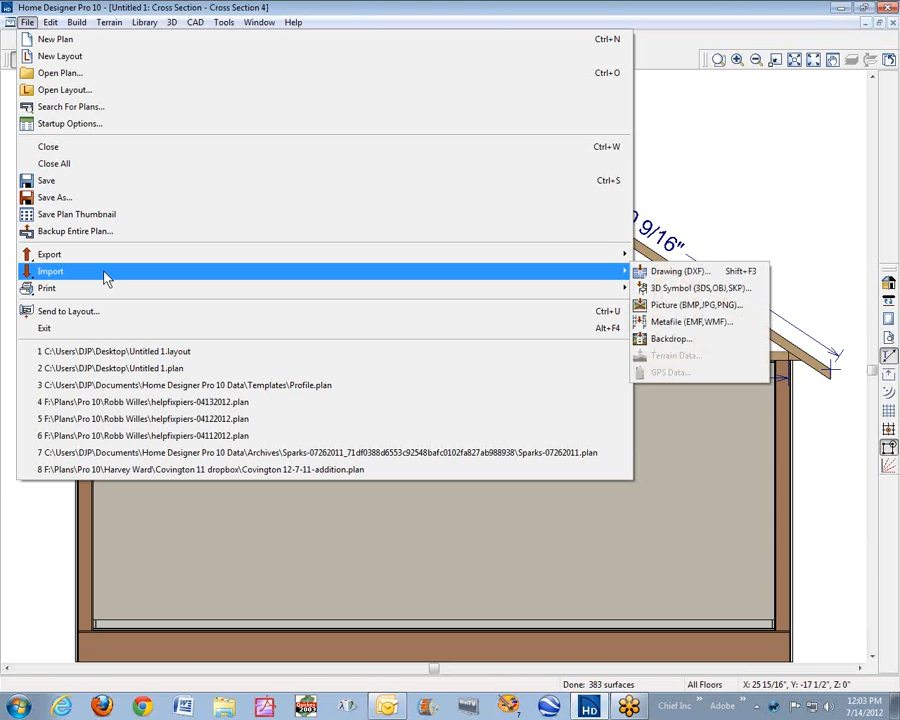 Home Designer Pro 10 - [Untitled 1: Cross Section - Section 4]
File Edit Build Terrain Library 3D CAD Tools Window Help
New Plan Ctrl+N
New Layout
Open Plan... Ctrl+O
Open Layout...
Search For Plans...
Startup Options...
Close Ctrl+W
Close All
Save Ctrl+S
Save As...
Save Plan Thumbnail
Backup Entire Plan...
Export
Import
Print
Send to Layout... Ctrl+U
Exit Alt+F4
1 C:\Users\DJP\Desktop\Untitled 1.layout
2 C:\Users\DJP\Desktop\Untitled 1.plan
3 C:\Users\DJP\Documents\Home Designer Pro 10 Data\Templates\Profile.plan
4 F:\Plans\Pro 10\Robb Willes\helpfixpiers-04132012.plan
5 F:\Plans\Pro 10\Robb Willes\helpfixpiers-04122012.plan
6 F:\Plans\Pro 10\Robb Willes\helpfixpiers-04112012.plan
7 C:\Users\DJP\Documents\Home Designer Pro 10 Data\Archives\Sparks-07262011_71df0388d6553c92548bafc0102fa827ab988938\Sparks-07262011.plan
8 F:\Plans\Pro 10\Harvey Ward\Covington 11 dropbox\Covington 12-7-11-addition.plan
Drawing (DXF)... Shift+F3
3D Symbol (3DS,OBJ,SKP)...
Picture (BMP,JPG,PNG)...
Metafile (EMF,WMF)...
Backdrop...
Terrain Data...
GPS Data...
9/16"
Done: 383 surfaces All Floors X: 25 15/16", Y: -17 1/2", Z: 0"
Chief Inc Adobe 12:03 PM
7/14/2012